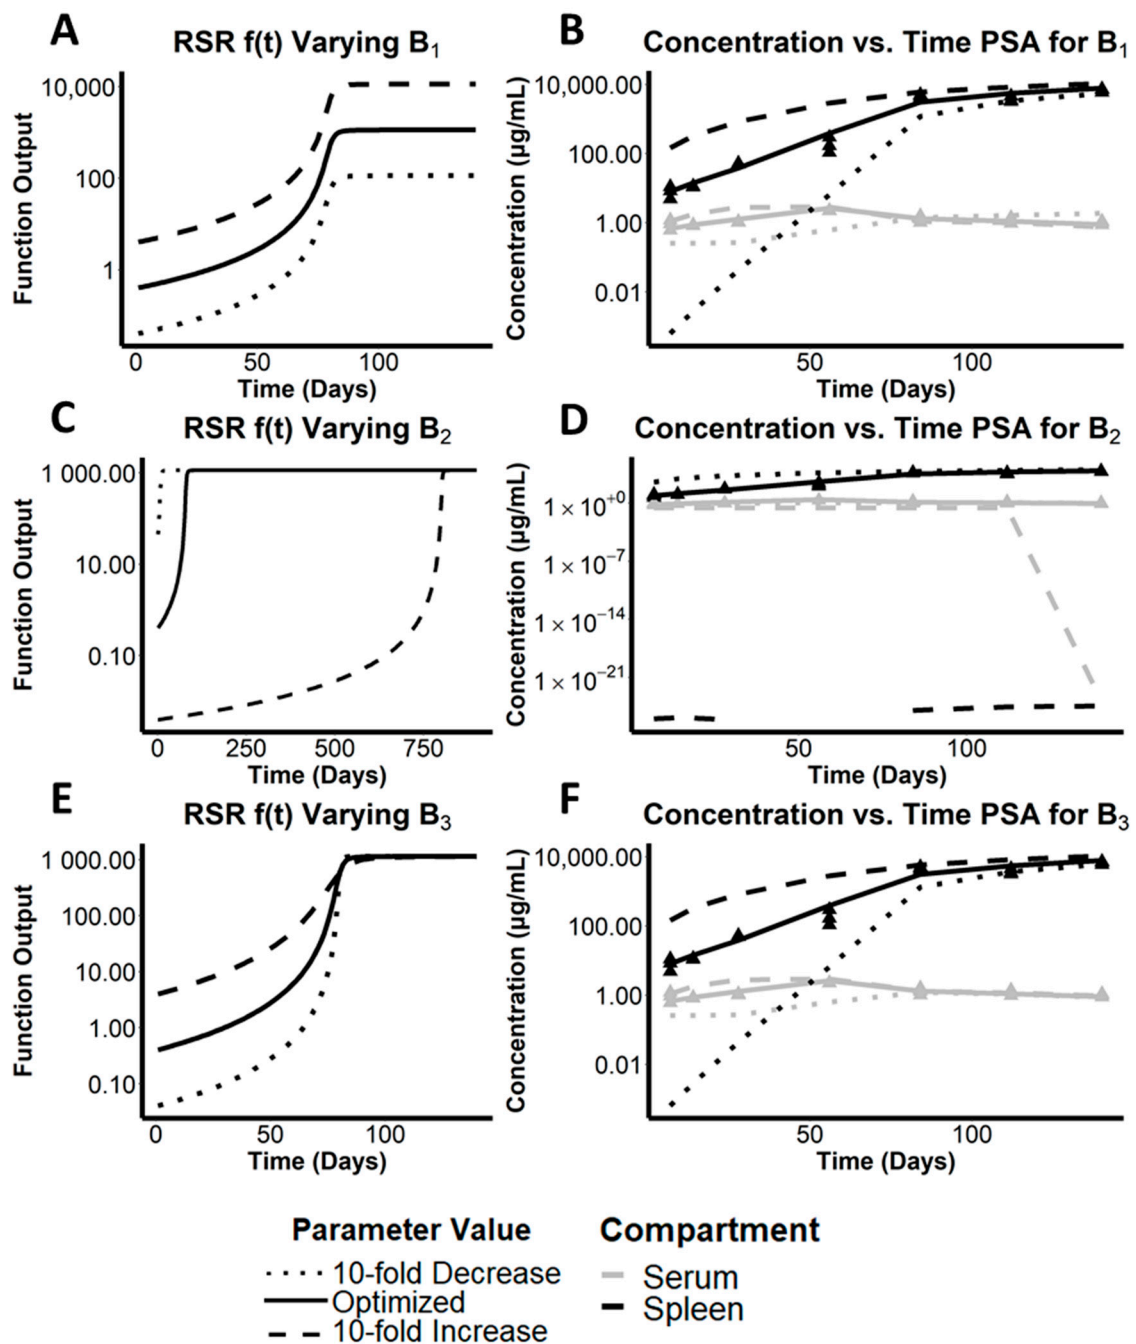 A
RSR f(t) Varying B₁
Function Output
10,000
100
1
0
50
100
Time (Days)
B
Concentration vs. Time PSA for B₁
Concentration (µg/mL)
10,000.00
100.00
1.00
0.01
50
100
Time (Days)
C
RSR f(t) Varying B₂
Function Output
1 000.00
10.00
0.10
0
250
500
750
Time (Days)
D
Concentration vs. Time PSA for B₂
Concentration (µg/mL)
1 × 10⁺⁰
1 × 10⁻⁷
1 × 10⁻¹⁴
1 × 10⁻²¹
50
100
Time (Days)
E
RSR f(t) Varying B₃
Function Output
1 000.00
100.00
10.00
1.00
0.10
0
50
100
Time (Days)
F
Concentration vs. Time PSA for B₃
Concentration (µg/mL)
10,000.00
100.00
1.00
0.01
50
100
Time (Days)
Parameter Value
10-fold Decrease
Optimized
10-fold Increase
Compartment
Serum
Spleen